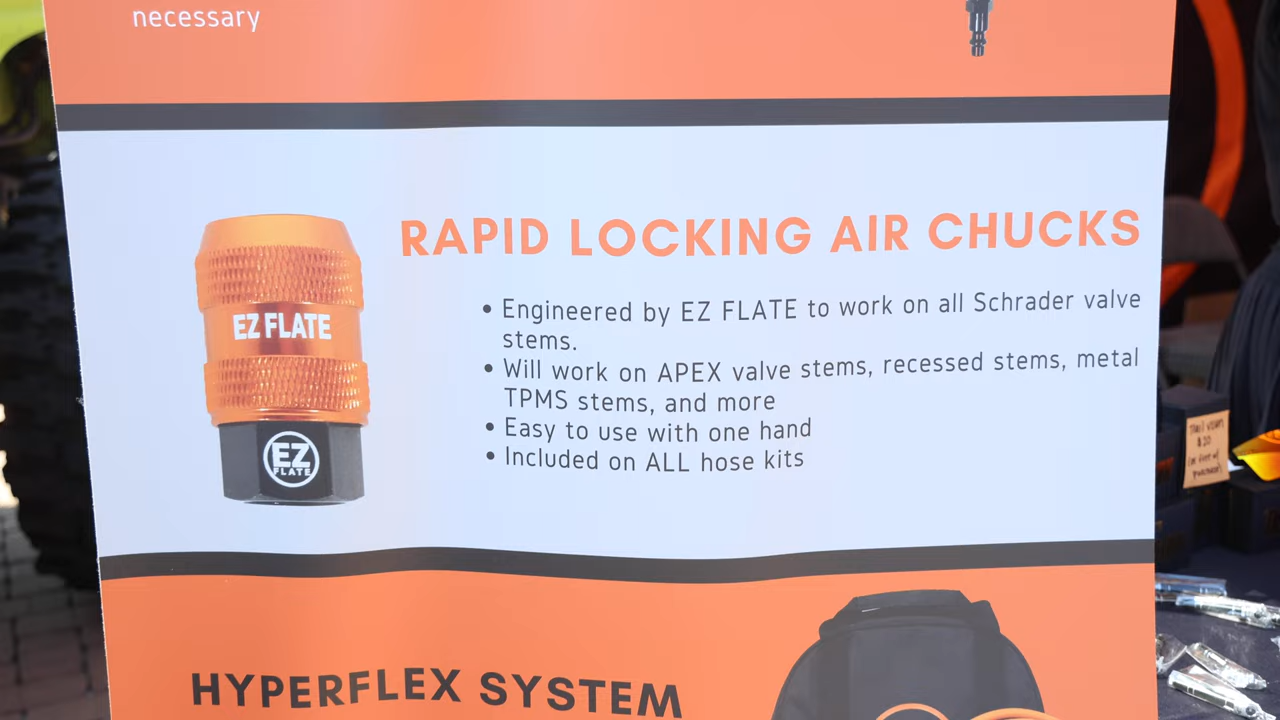 necessary
RAPID LOCKING AIR CHUCKS
EZ FLATE
• Engineered by EZ FLATE to work on all Schrader valve
stems.
• Will work on APEX valve stems, recessed stems, metal
TPMS stems, and more
• Easy to use with one hand
• Included on ALL hose kits
EZ
FLATE
HYPERFLEX SYSTEM